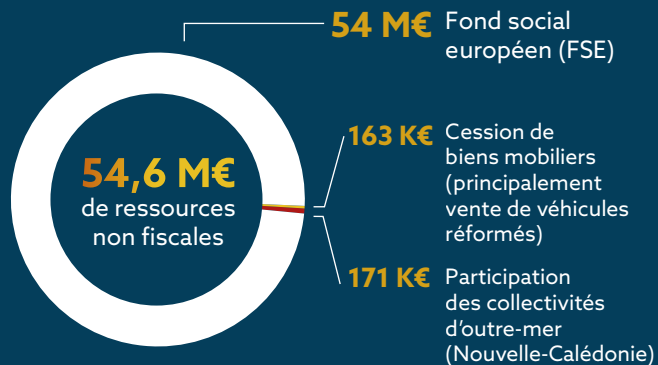 54 M€ Fond social
européen (FSE)
163 K€ Cession de
biens mobiliers
(principalement
vente de véhicules
réformés)
54,6 M€
de ressources
non fiscales
171 K€ Participation
des collectivités
d’outre-mer
(Nouvelle-Calédonie)